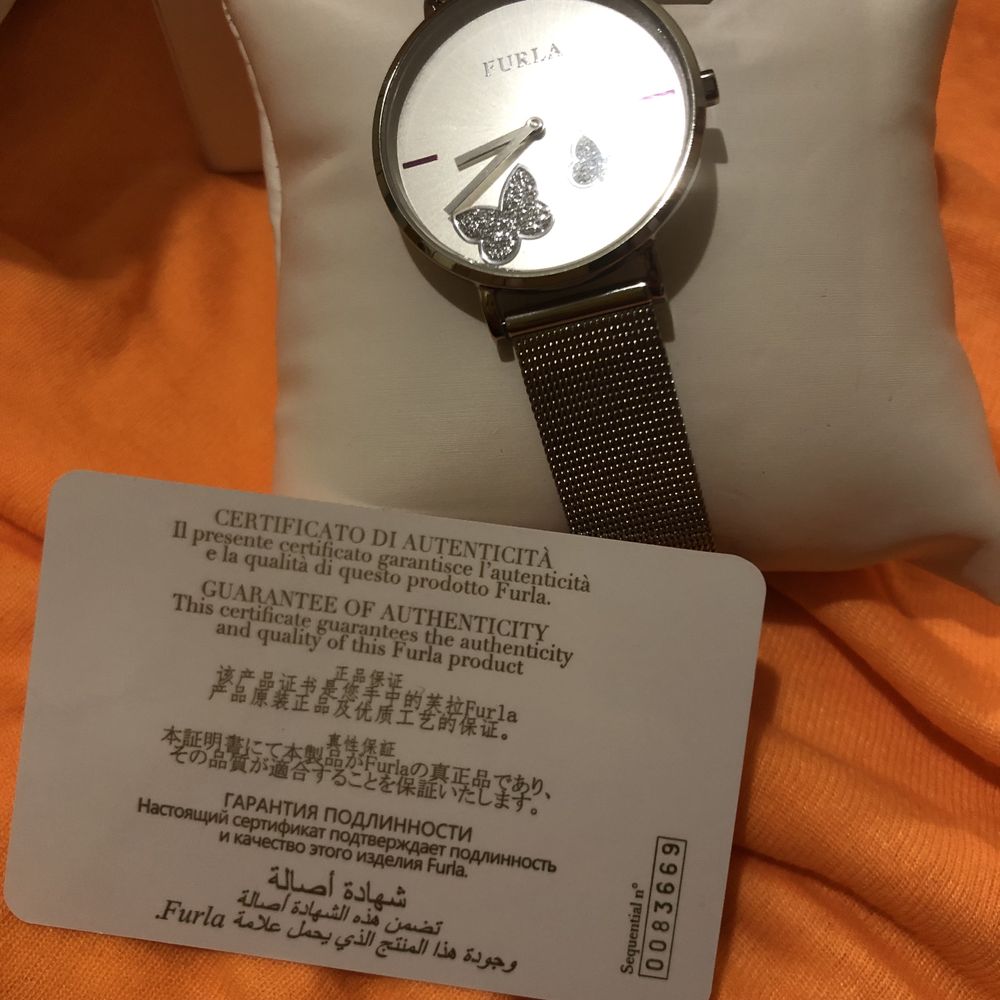 FURLA
CERTIFICATO DI AUTENTICITÀ
Il presente certificato garantisce l'autenticità
e la qualità di questo prodotto Furla.
GUARANTEE OF AUTHENTICITY
This certificate guarantees the authenticity
and quality of this Furla product
正品保证
该产品证书是您手中的芙拉Furla
产品原装正品及优质工艺的保证。
真性保証
本証明書にて本製品がFurlaの真正品であり、
その品質が適合することを保証いたします。
ГАРАНТИЯ ПОДЛИННОСТИ
Настоящий сертификат подтверждает подлинность
и качество этого изделия Furla.
شهادة أصالة
تضمن هذه الشهادة أصالة
وجودة هذا المنتج الذي يحمل علامة Furla.
Sequential n°
0083669